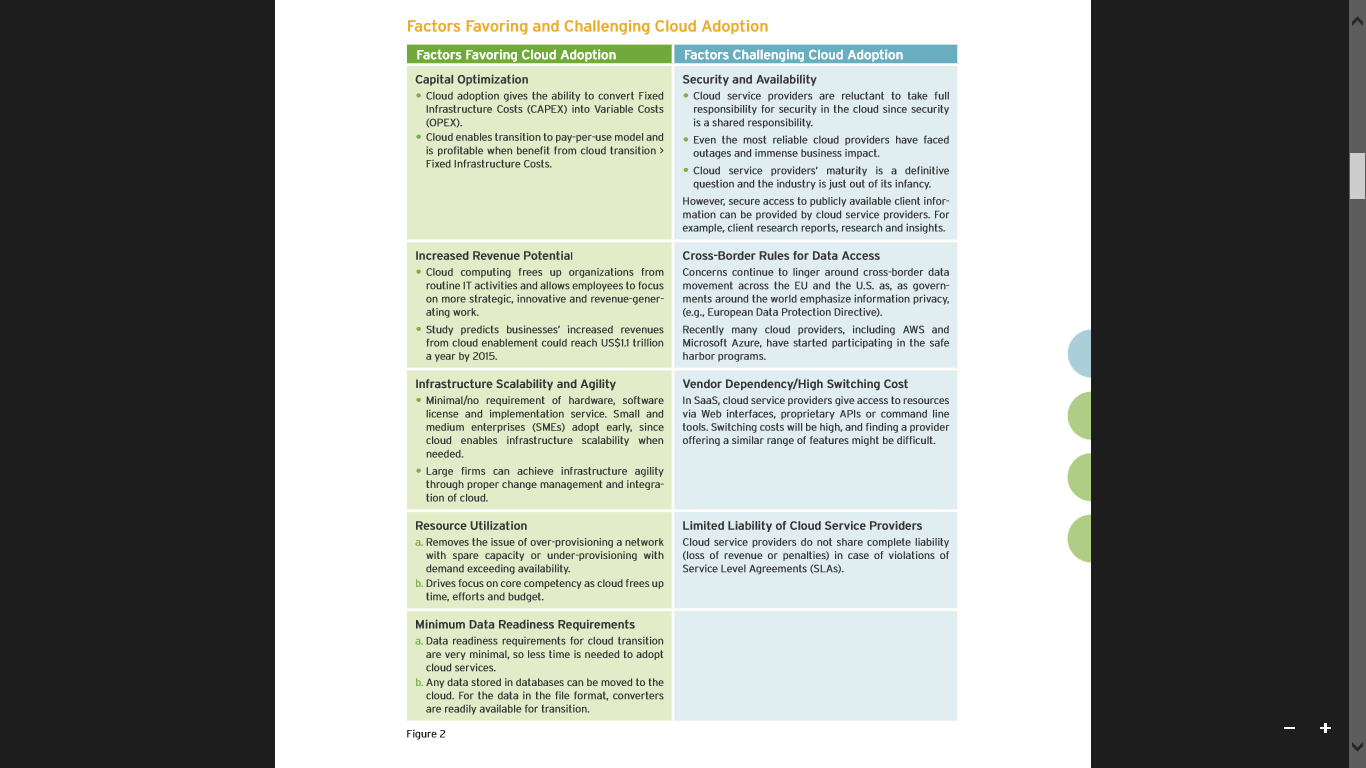 Factors Favoring and Challenging Cloud Adoption
Factors Favoring Cloud Adoption
Factors Challenging Cloud Adoption
Capital Optimization
• Cloud adoption gives the ability to convert Fixed
Infrastructure Costs (CAPEX) into Variable Costs
(OPEX).
• Cloud enables transition to pay-per-use model and
is profitable when benefit from cloud transition >
Fixed Infrastructure Costs.
Security and Availability
• Cloud service providers are reluctant to take full
responsibility for security in the cloud since security
is a shared responsibility.
• Even the most reliable cloud providers have faced
outages and immense business impact.
• Cloud service providers' maturity is a definitive
question and the industry is just out of its infancy.
However, secure access to publicly available client infor-
mation can be provided by cloud service providers. For
example, client research reports, research and insights.
Increased Revenue Potential
• Cloud computing frees up organizations from
routine IT activities and allows employees to focus
on more strategic, innovative and revenue-gener-
ating work.
• Study predicts businesses' increased revenues
from cloud enablement could reach US$1.1 trillion
a year by 2015.
Cross-Border Rules for Data Access
Concerns continue to linger around cross-border data
movement across the EU and the U.S. as, as govern-
ments around the world emphasize information privacy,
(e.g., European Data Protection Directive).
Recently many cloud providers, including AWS and
Microsoft Azure, have started participating in the safe
harbor programs.
Infrastructure Scalability and Agility
• Minimal/no requirement of hardware, software
license and implementation service. Small and
medium enterprises (SMEs) adopt early, since
cloud enables infrastructure scalability when
needed.
• Large firms can achieve infrastructure agility
through proper change management and integra-
tion of cloud.
Vendor Dependency/High Switching Cost
In SaaS, cloud service providers give access to resources
via Web interfaces, proprietary APIs or command line
tools. Switching costs will be high, and finding a provider
offering a similar range of features might be difficult.
Resource Utilization
a. Removes the issue of over-provisioning a network
with spare capacity or under-provisioning with
demand exceeding availability.
b. Drives focus on core competency as cloud frees up
time, efforts and budget.
Limited Liability of Cloud Service Providers
Cloud service providers do not share complete liability
(loss of revenue or penalties) in case of violations of
Service Level Agreements (SLAs).
Minimum Data Readiness Requirements
a. Data readiness requirements for cloud transition
are very minimal, so less time is needed to adopt
cloud services.
b. Any data stored in databases can be moved to the
cloud. For the data in the file format, converters
are readily available for transition.
Figure 2